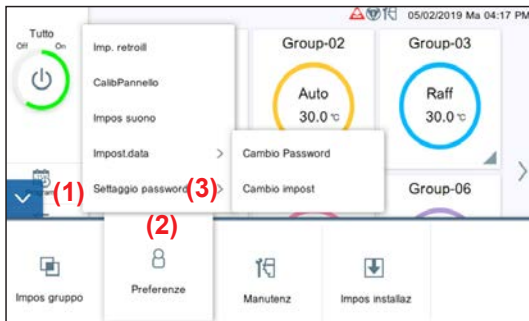 05/02/2019 Ma 04:17 PM
Tutto
Off On
Imp. retroill
CalibPannello
Impos suono
Impost.data >
Settaggio password >
Group-02
Auto
30.0 °C
Group-03
Raff
30.0 °C
Cambio Password
Cambio impost
Group-06
(1)
(2)
(3)
Impos gruppo
Preferenze
Manutenz
Impos installaz